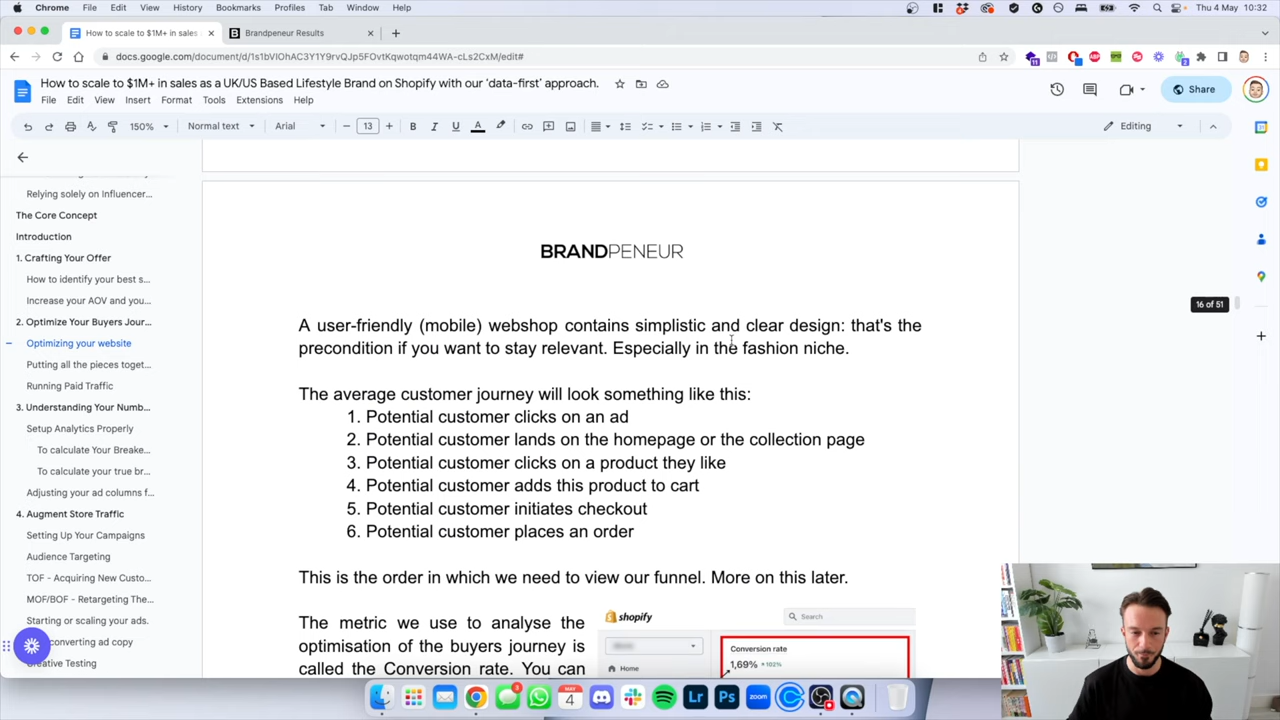 Chrome File Edit View History Bookmarks Profiles Tab Window Help
Thu 4 May 10:32
How to scale to $1M+ in sales
Brandpeneur Results
docs.google.com/document/d/1s1bVIOhAC3Y1Y9rvQJp5FOvtKqwotqm44WA-cLs2CxM/edit#
How to scale to $1M+ in sales as a UK/US Based Lifestyle Brand on Shopify with our 'data-first' approach.
File Edit View Insert Format Tools Extensions Help
Share
150% Normal text Arial 13 Editing
Relying solely on Influencer...
The Core Concept
Introduction
1. Crafting Your Offer
How to identify your best s...
Increase your AOV and you...
2. Optimize Your Buyers Jour...
Optimizing your website
Putting all the pieces togeth...
Running Paid Traffic
3. Understanding Your Numb...
Setup Analytics Properly
To calculate Your Breake...
To calculate your true br...
Adjusting your ad columns f...
4. Augment Store Traffic
Setting Up Your Campaigns
Audience Targeting
TOF - Acquiring New Custo...
MOF/BOF - Retargeting The...
Starting or scaling your ads.
converting ad copy
Creative Testing
BRANDPENEUR
A user-friendly (mobile) webshop contains simplistic and clear design: that's the
precondition if you want to stay relevant. Especially in the fashion niche.
The average customer journey will look something like this:
1. Potential customer clicks on an ad
2. Potential customer lands on the homepage or the collection page
3. Potential customer clicks on a product they like
4. Potential customer adds this product to cart
5. Potential customer initiates checkout
6. Potential customer places an order
This is the order in which we need to view our funnel. More on this later.
The metric we use to analyse the
optimisation of the buyers journey is
called the Conversion rate. You can
shopify
Search
Home
Conversion rate
1,69% +102%
16 of 51
MAY
4
Lr
Ps
zoom